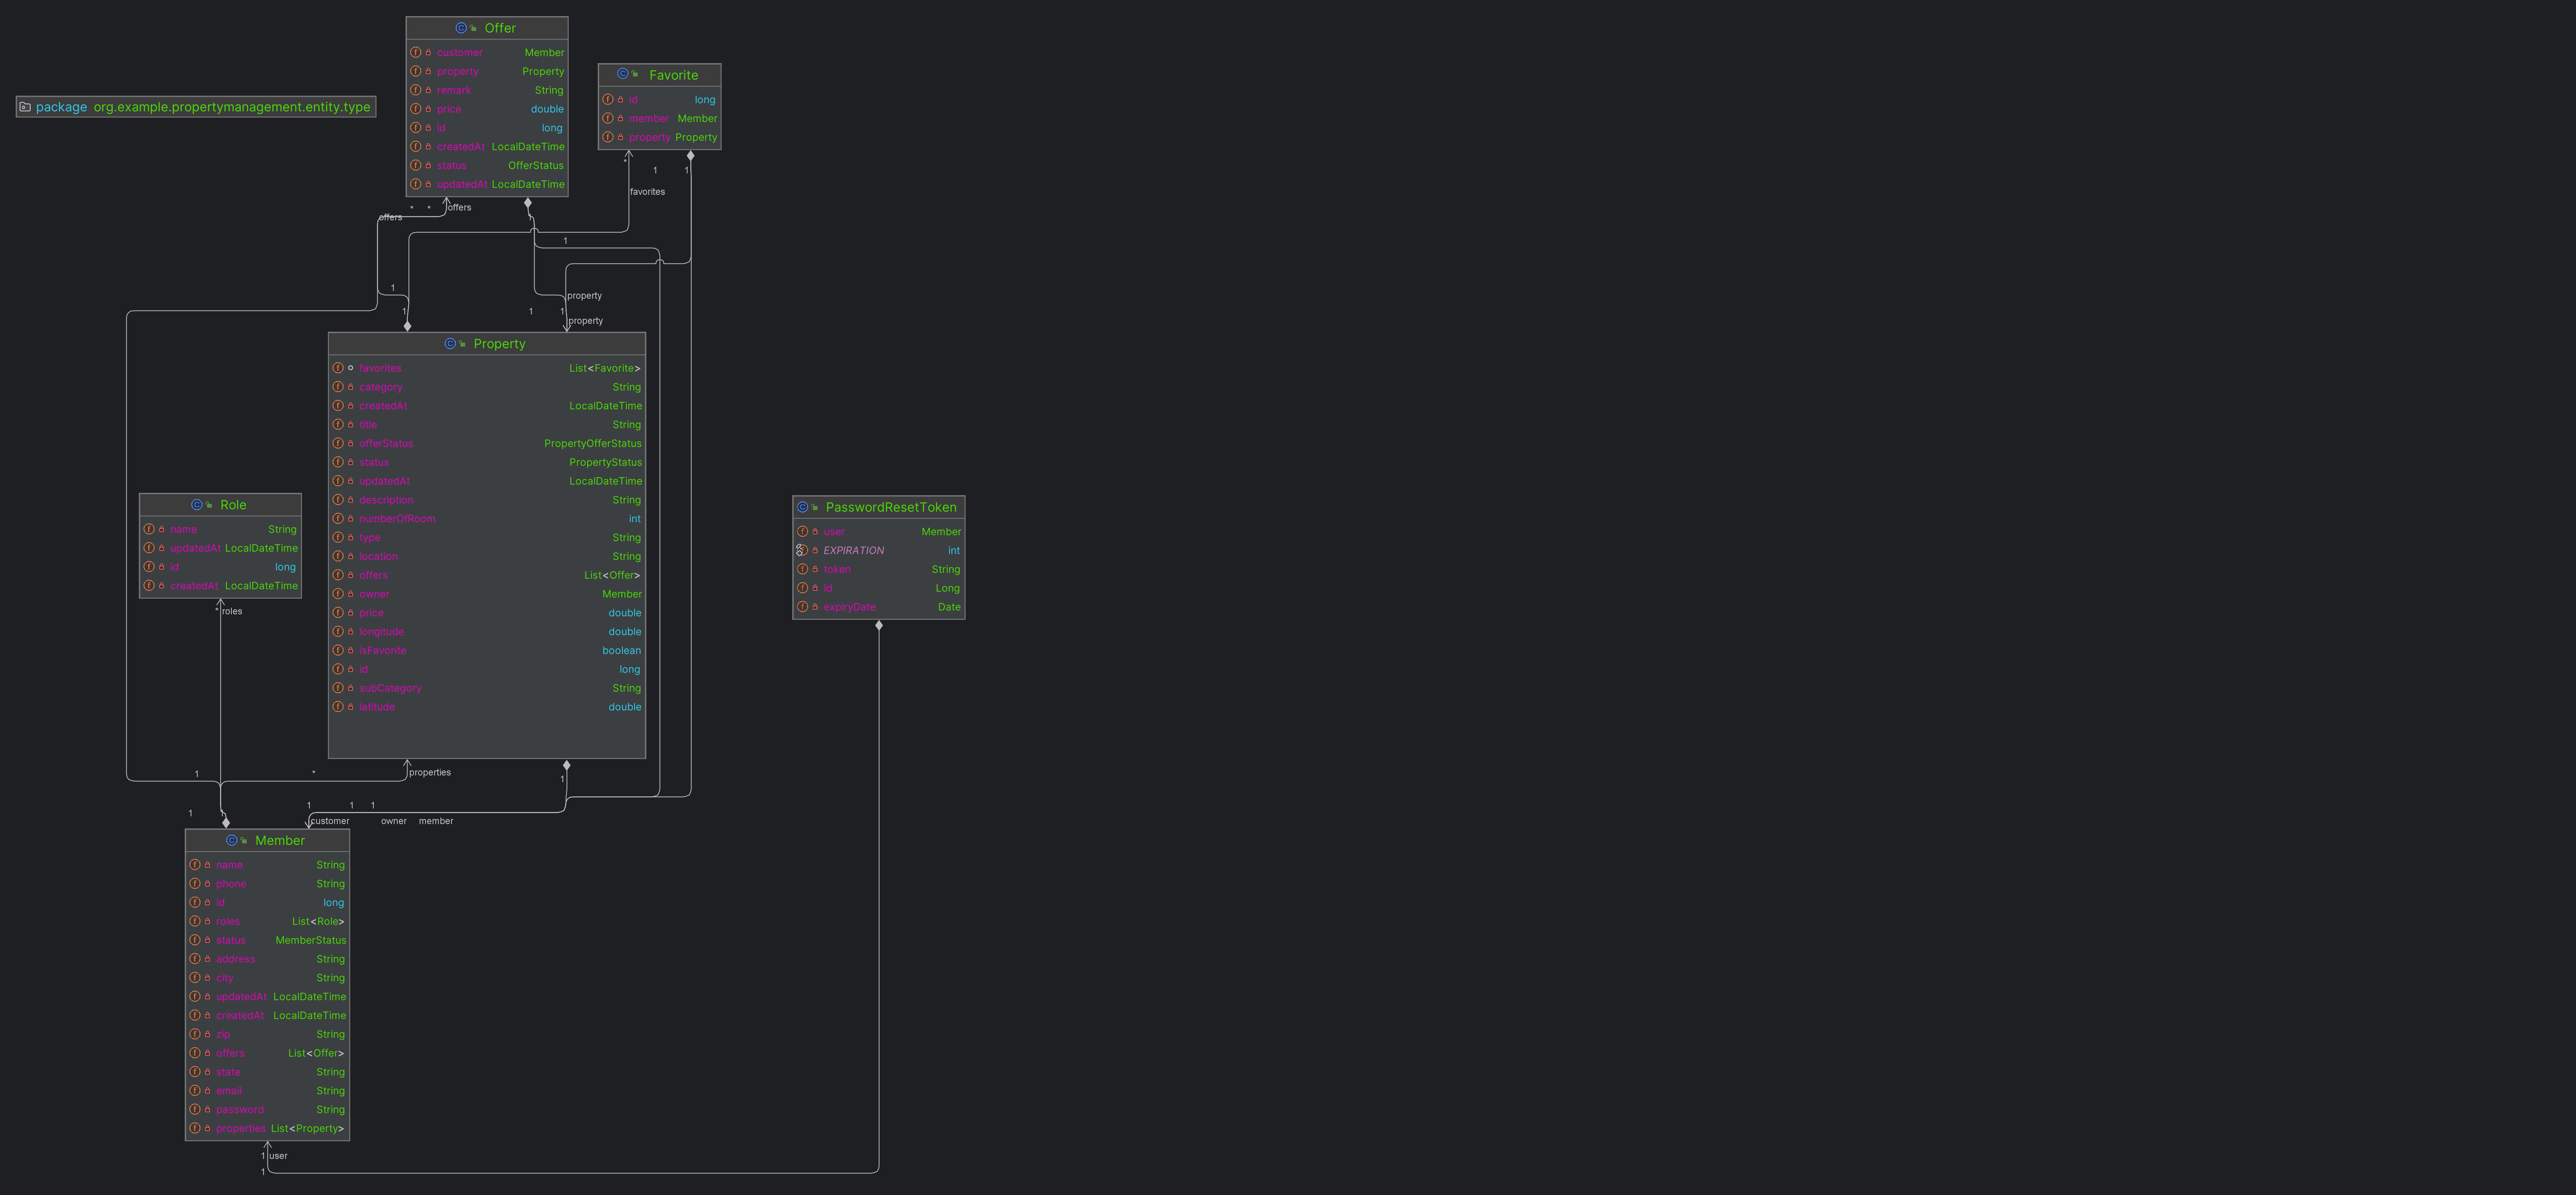 Offer
customer Member
property Property
remark String
price double
id long
createdAt LocalDateTime
status OfferStatus
updatedAt LocalDateTime
Favorite
id long
member Member
property Property
package org.example.propertymanagement.entity.type
* 1 1
favorites
* * offers
offers 1
1
1 property
1 1 1 property
Property
favorites List<Favorite>
category String
createdAt LocalDateTime
title String
offerStatus PropertyOfferStatus
status PropertyStatus
updatedAt LocalDateTime
description String
numberOfRoom int
type String
location String
offers List<Offer>
owner Member
price double
longitude double
isFavorite boolean
id long
subCategory String
latitude double
Role
name String
updatedAt LocalDateTime
id long
createdAt LocalDateTime
* roles
PasswordResetToken
user Member
EXPIRATION int
token String
id Long
expiryDate Date
1 * properties
1
1 1 1 1 1
customer owner member
Member
name String
phone String
id long
roles List<Role>
status MemberStatus
address String
city String
updatedAt LocalDateTime
createdAt LocalDateTime
zip String
offers List<Offer>
state String
email String
password String
properties List<Property>
1 user
1